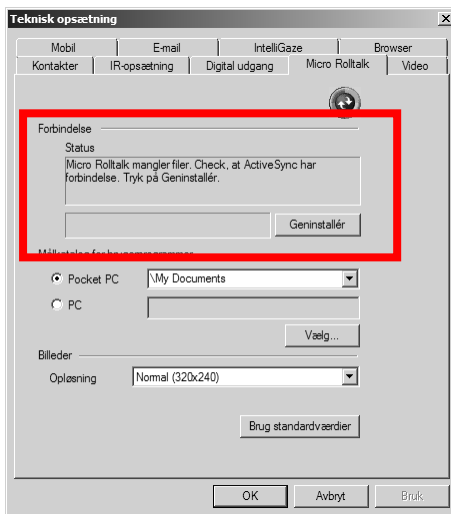 Teknisk opsætning
Mobil E-mail IntelliGaze Browser
Kontakter IR-opsætning Digital udgang Micro Rolltalk Video
Forbindelse
Status
Micro Rolltalk mangler filer. Check, at ActiveSync har
forbindelse. Tryk på Geninstallér.
Geninstallér
Pocket PC \My Documents
PC
Vælg...
Billeder
Opløsning Normal (320x240)
Brug standardværdier
OK Avbryt Bruk